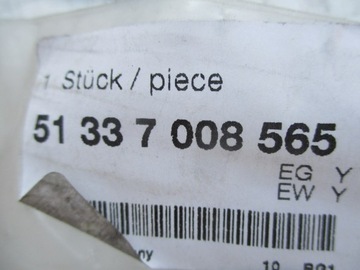 1 Stück / piece
51 33 7 008 565
EG Y
EW Y